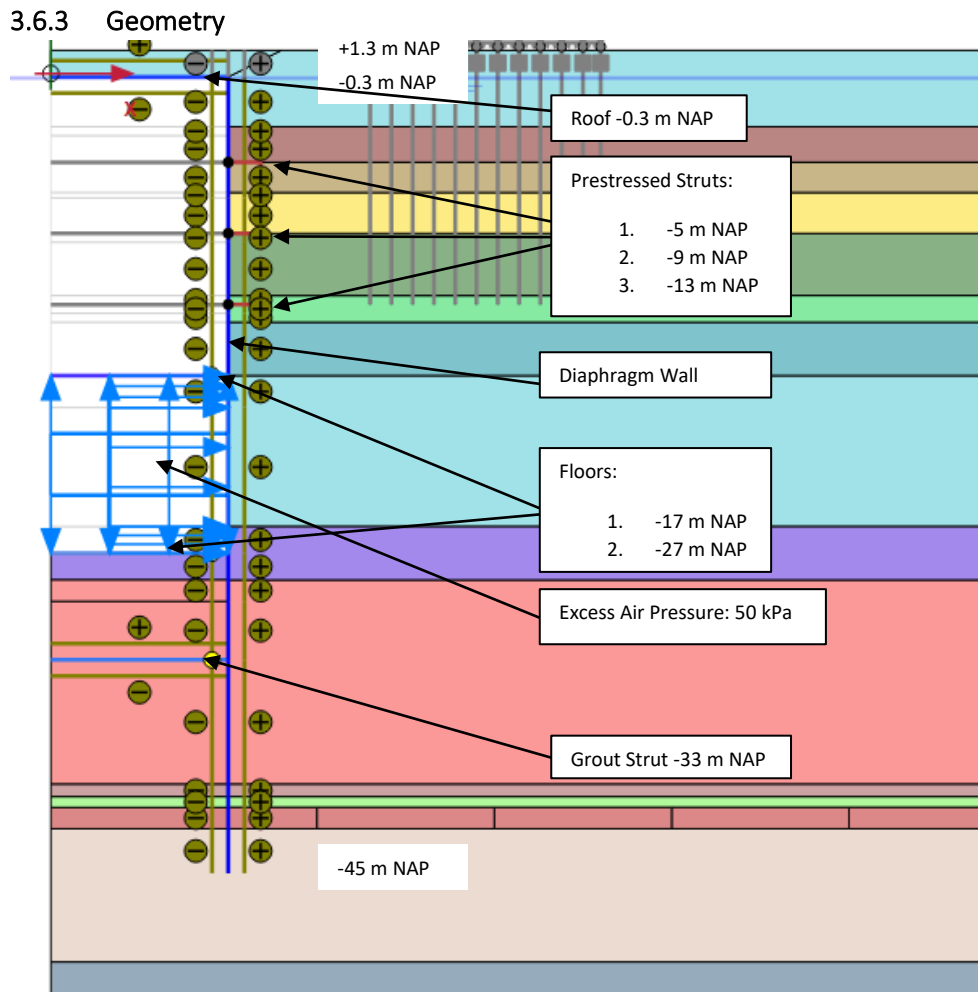 3.6.3 Geometry
+1.3 m NAP
-0.3 m NAP
Roof -0.3 m NAP
Prestressed Struts:
1. -5 m NAP
2. -9 m NAP
3. -13 m NAP
Diaphragm Wall
Floors:
1. -17 m NAP
2. -27 m NAP
Excess Air Pressure: 50 kPa
Grout Strut -33 m NAP
-45 m NAP